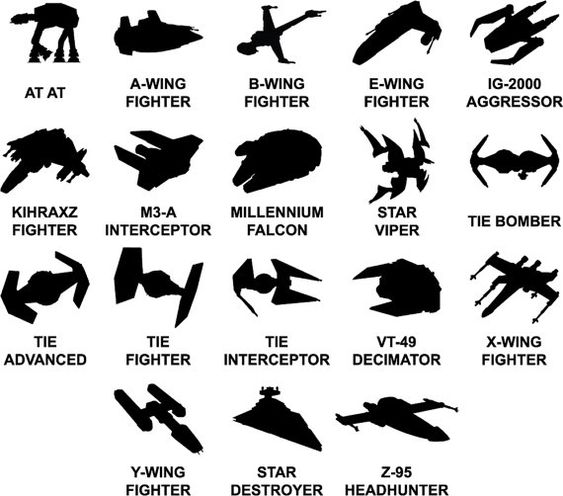 AT AT
A-WING
FIGHTER
B-WING
FIGHTER
E-WING
FIGHTER
IG-2000
AGGRESSOR
KIHRAXZ
FIGHTER
M3-A
INTERCEPTOR
MILLENNIUM
FALCON
STAR
VIPER
TIE BOMBER
TIE
ADVANCED
TIE
FIGHTER
TIE
INTERCEPTOR
VT-49
DECIMATOR
X-WING
FIGHTER
Y-WING
FIGHTER
STAR
DESTROYER
Z-95
HEADHUNTER